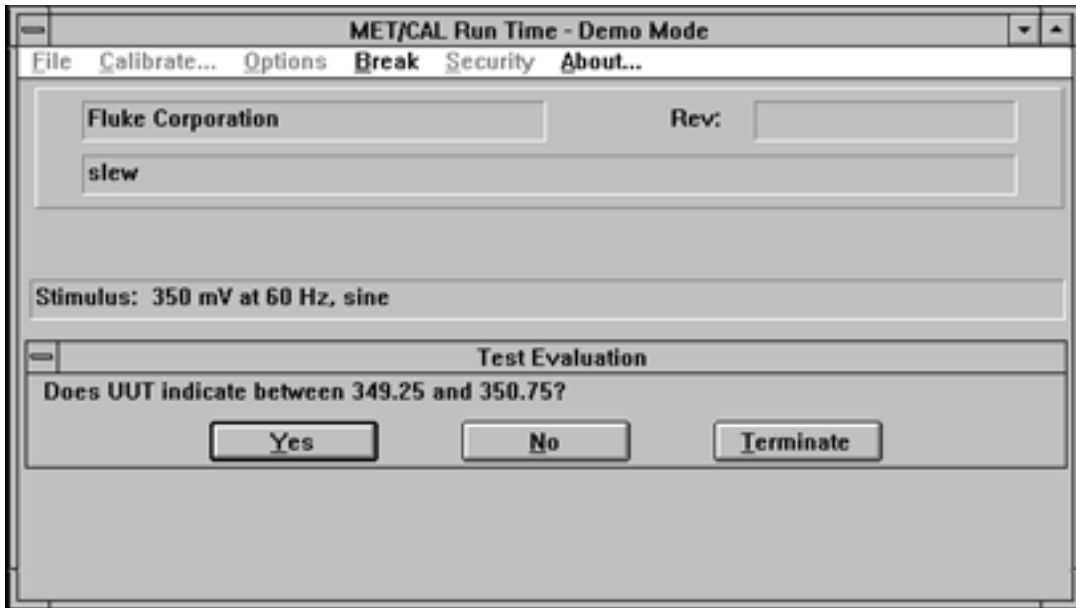 MET/CAL Run Time - Demo Mode
File Calibrate... Options Break Security About...
Fluke Corporation Rev:
slew
Stimulus: 350 mV at 60 Hz, sine
Test Evaluation
Does UUT indicate between 349.25 and 350.75?
Yes No Terminate